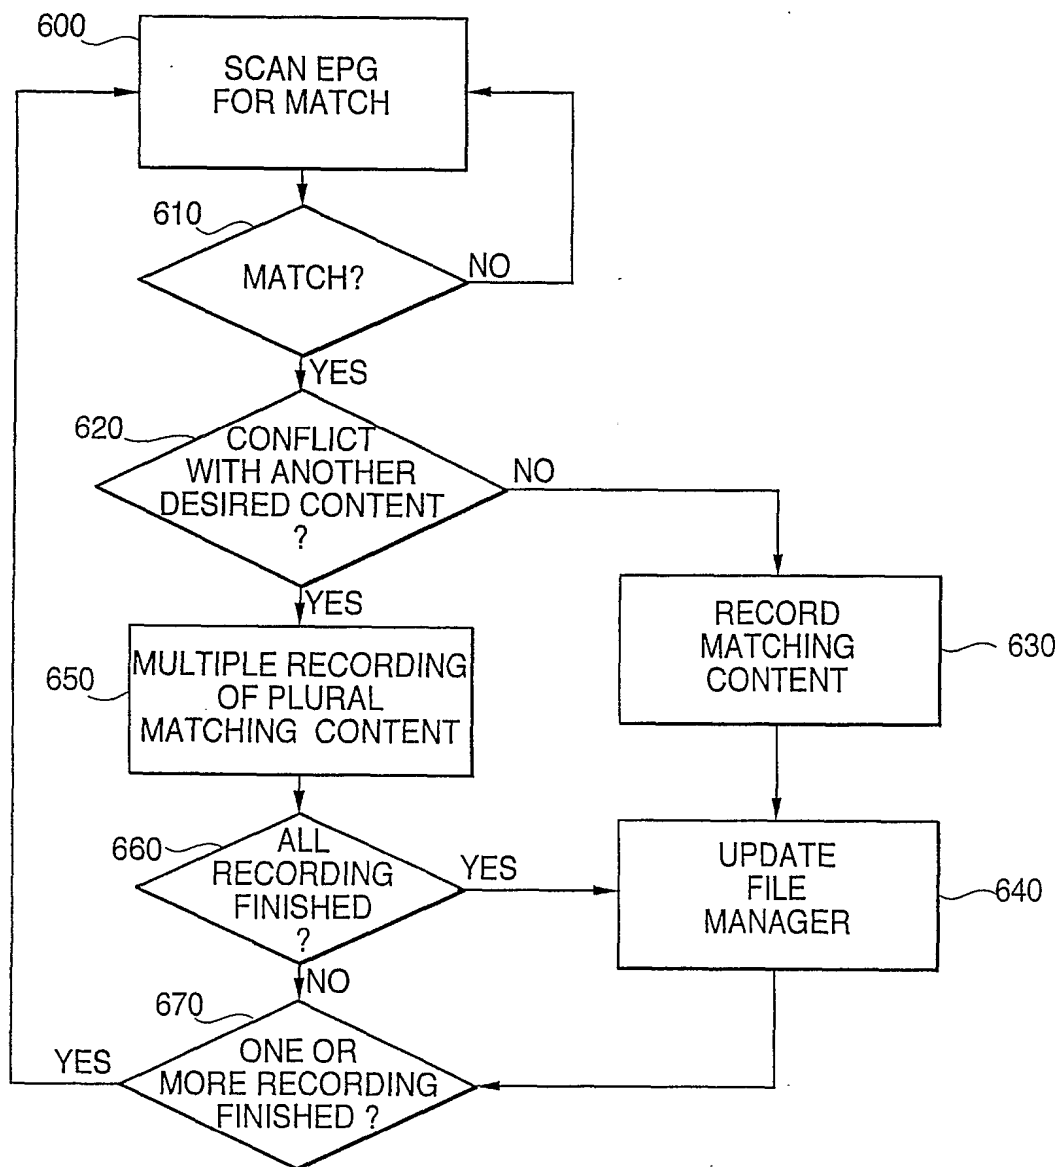 600
SCAN EPG
FOR MATCH
610
MATCH?
NO
YES
620
CONFLICT
WITH ANOTHER
DESIRED CONTENT
?
NO
YES
RECORD
MATCHING
CONTENT
630
650
MULTIPLE RECORDING
OF PLURAL
MATCHING CONTENT
660
ALL
RECORDING
FINISHED
?
YES
UPDATE
FILE
MANAGER
640
NO
670
YES
ONE OR
MORE RECORDING
FINISHED ?